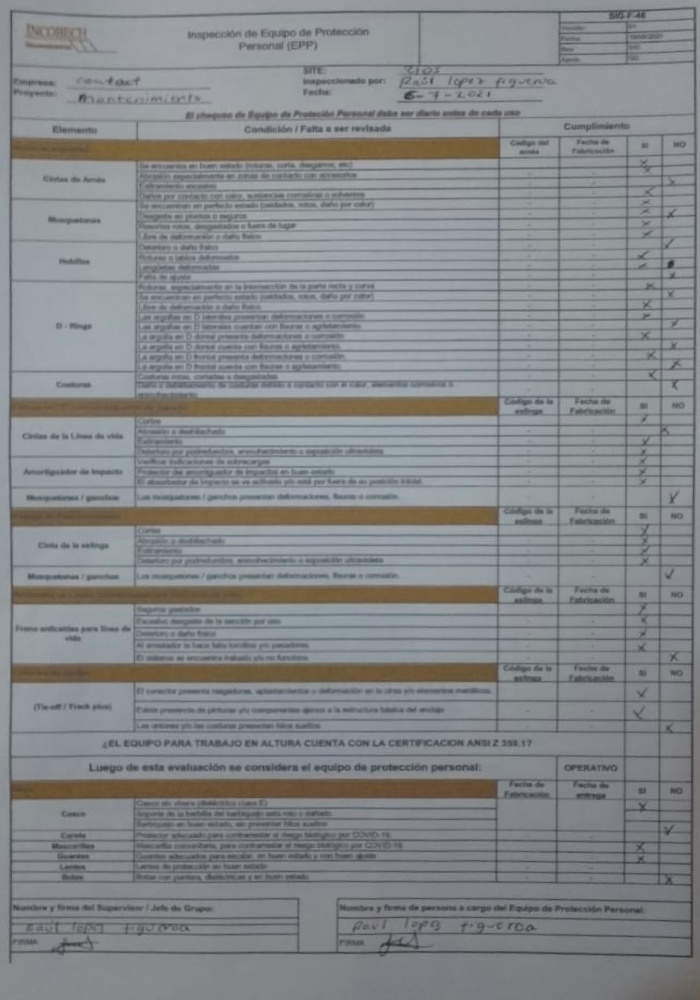 INCOBECH
Inspección de Equipo de Protección
Personal (EPP)
SIG-F-46
Empresa: contact
Proyecto: Mantenimiento
SITE:
Inspeccionado por: Raúl lopez figueroa
Fecha: 6-7-2021
El chequeo de Equipo de Protección Personal debe ser diario antes de cada uso
Elemento Condición / Falta a ser revisada Cumplimiento
Código del arnés Fecha de Fabricación SI NO
Cintas de Arnés
Se encuentra en buen estado (roturas, corte, desgarros, etc)
Abrasión especialmente en zonas de contacto con accesorios
Estiramiento excesivo
Daños por contacto con calor, sustancias corrosivas o solventes
Mosquetones
Se encuentran en perfecto estado (oxidados, rotos, daño por calor)
Desgaste en pivotes o seguros
Resortes rotos, desgastados o fuera de lugar
Libre de deformación o daño físico
Hebillas
Deterioro o daño físico
Roturas o deformados
Lengüetas deformadas
Falta de ajuste
D - Rings
Roturas, especialmente en la intersección de la parte recta y curva
Se encuentran en perfecto estado (oxidados, rotos, daño por calor)
Libre de deformación o daño físico
Las argollas en D laterales presentan deformaciones o corrosión
Las argollas en D laterales cuentan con fisuras o agrietamiento.
La argolla en D dorsal presenta deformaciones o corrosión
La argolla en D dorsal cuenta con fisuras o agrietamiento.
La argolla en D frontal presenta deformaciones o corrosión
La argolla en D frontal cuenta con fisuras o agrietamiento.
Costuras
Costuras rotas, cortadas o desgastadas
Daño o debilitamiento de costuras debido a contacto con el calor, elementos corrosivos o enmohecimiento
Código de la eslinga Fecha de Fabricación SI NO
Cintas de la Línea de vida
Cortes
Abrasión o deshilachado
Estiramiento
Deterioro por podredumbre, enmohecimiento o exposición ultravioleta
Amortiguador de impacto
Verificar indicaciones de sobrecargas
Protector del amortiguador de impactos en buen estado
El absorbedor de impacto se ve activado y/o está por fuera de su posición inicial.
Mosquetones / ganchos
Los mosquetones / ganchos presentan deformaciones, fisuras o corrosión.
Código de la eslinga Fecha de Fabricación SI NO
Cinta de la eslinga
Cortes
Abrasión o deshilachado
Estiramiento
Deterioro por podredumbre, enmohecimiento o exposición ultravioleta
Mosquetones / ganchos
Los mosquetones / ganchos presentan deformaciones, fisuras o corrosión.
Código de la eslinga Fecha de Fabricación SI NO
Freno anticaídas para línea de vida
Seguros gastados
Excesivo desgaste de la sección por uso
Deterioro o daño físico
Al arrestador le hace falta tornillos y/o pasadores
El sistema se encuentra trabado y/o no funciona
Código de la eslinga Fecha de Fabricación SI NO
(Tie off / Track plus)
El conector presenta rasgaduras, aplastamientos o deformación en la cinta y/o elementos metálicos.
Existe presencia de pinturas y/o componentes ajenos a la estructura básica del anclaje
Las uniones y/o las costuras presentan hilos sueltos
¿EL EQUIPO PARA TRABAJO EN ALTURA CUENTA CON LA CERTIFICACION ANSI Z 359.1?
Luego de esta evaluación se considera el equipo de protección personal: OPERATIVO
Fecha de Fabricación Fecha de entrega SI NO
Casco
Casco sin visera (dieléctrico clase E)
Soporte de la barbilla del barbiquejo esta roto o dañado
Barbiquejo en buen estado, sin presentar hilos sueltos
Careta Protector adecuado para contrarrestar el riesgo biológico por COVID-19.
Mascarillas Mascarilla comunitaria, para contrarrestar el riesgo biológico por COVID-19
Guantes Guantes adecuados para escalar, en buen estado y con buen ajuste
Lentes Lentes de protección en buen estado
Botas Botas con puntera, dieléctricas y en buen estado
Nombre y firma del Supervisor / Jefe de Grupo:
Raúl lopez figueroa
FIRMA
Nombre y firma de persona a cargo del Equipo de Protección Personal:
Raúl lopez figueroa
FIRMA